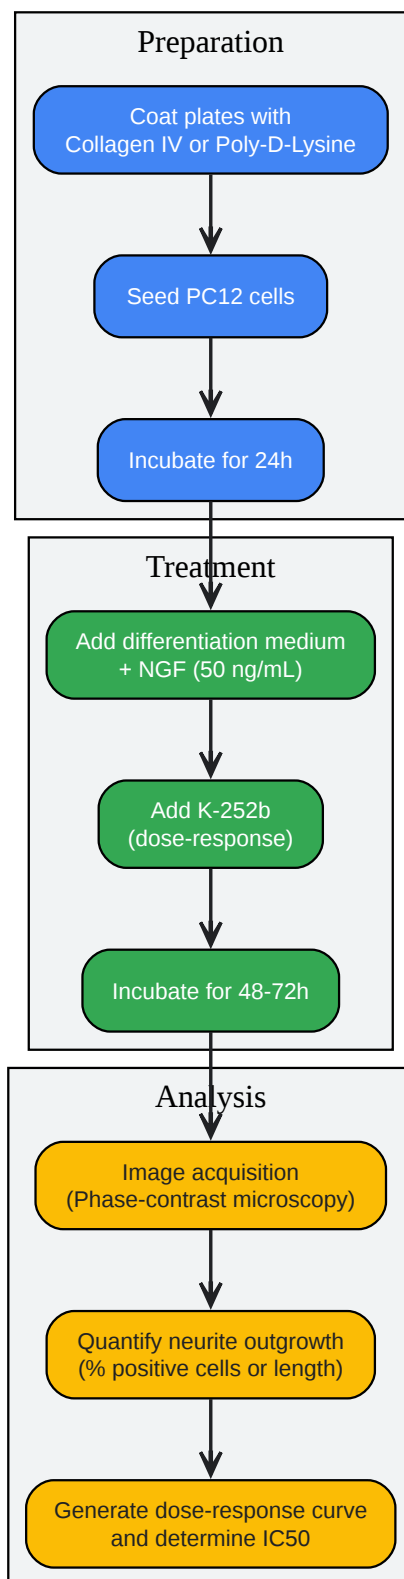 Preparation
Coat plates with
Collagen IV or Poly-D-Lysine
Seed PC12 cells
Incubate for 24h
Treatment
Add differentiation medium
+ NGF (50 ng/mL)
Add K-252b
(dose-response)
Incubate for 48-72h
Analysis
Image acquisition
(Phase-contrast microscopy)
Quantify neurite outgrowth
(% positive cells or length)
Generate dose-response curve
and determine IC50